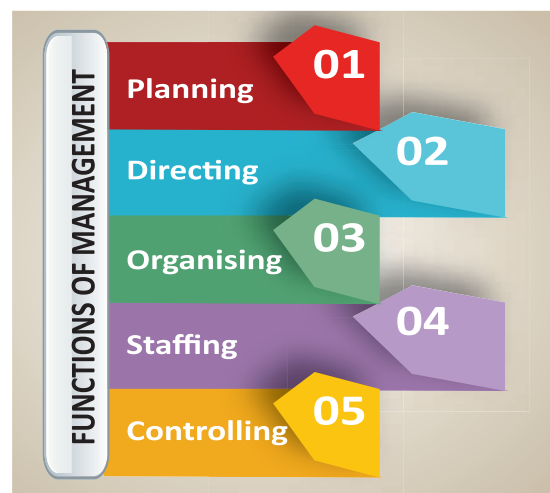 FUNCTIONS OF MANAGEMENT
Planning
01
Directing
02
Organising
03
Staffing
04
Controlling
05